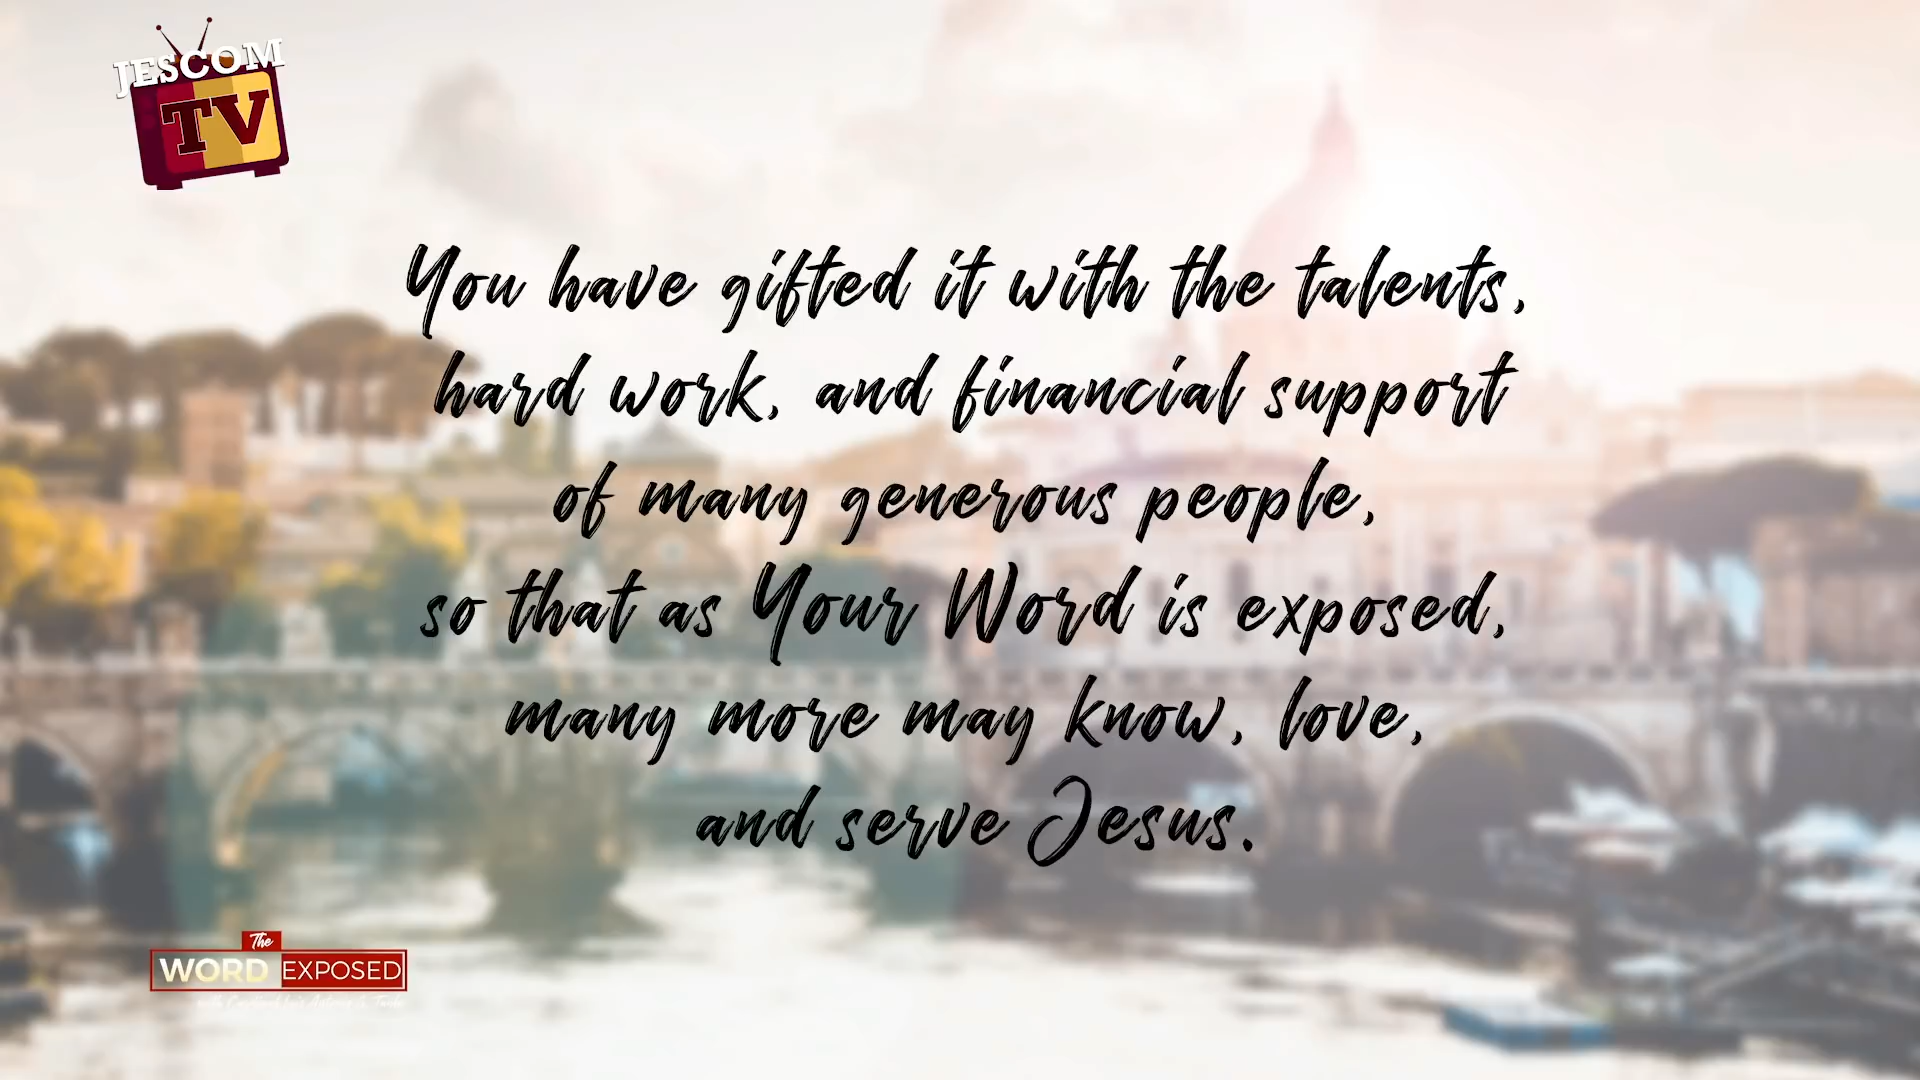 JESCOM
TV
You have gifted it with the talents,
hard work, and financial support
of many generous people,
so that as Your Word is exposed,
many more may know, love,
and serve Jesus.
The
WORD EXPOSED